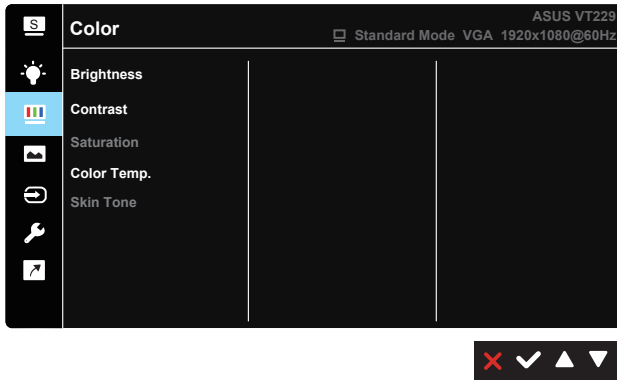 S
Color
ASUS VT229
Standard Mode VGA 1920x1080@60Hz
Brightness
Contrast
Saturation
Color Temp.
Skin Tone